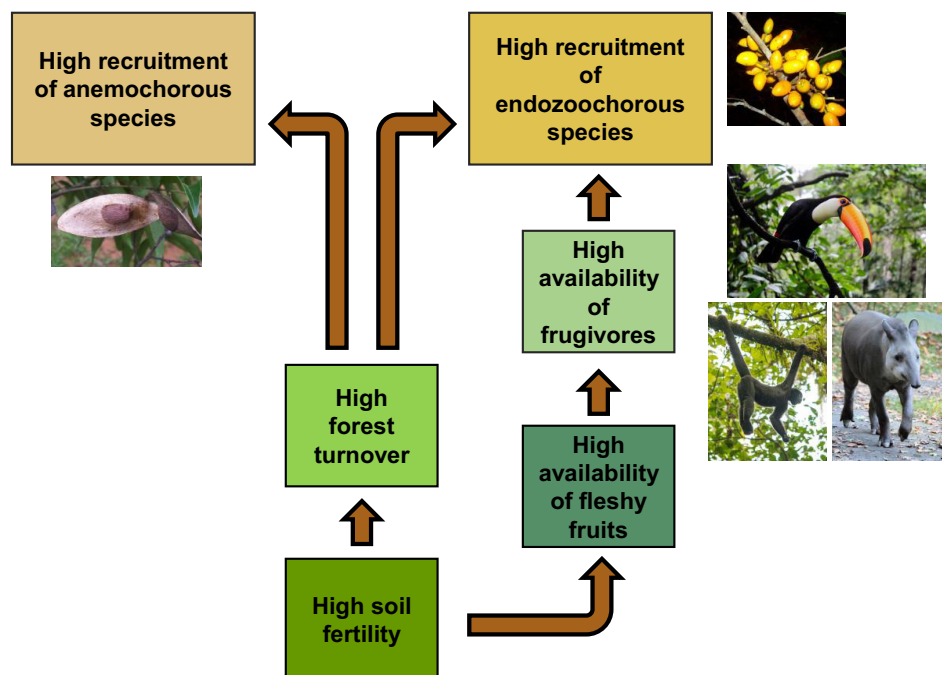 High recruitment
of anemochorous
species
High recruitment
of
endozoochorous
species
High
availability
of
frugivores
High
forest
turnover
High
availability
of fleshy
fruits
High soil
fertility